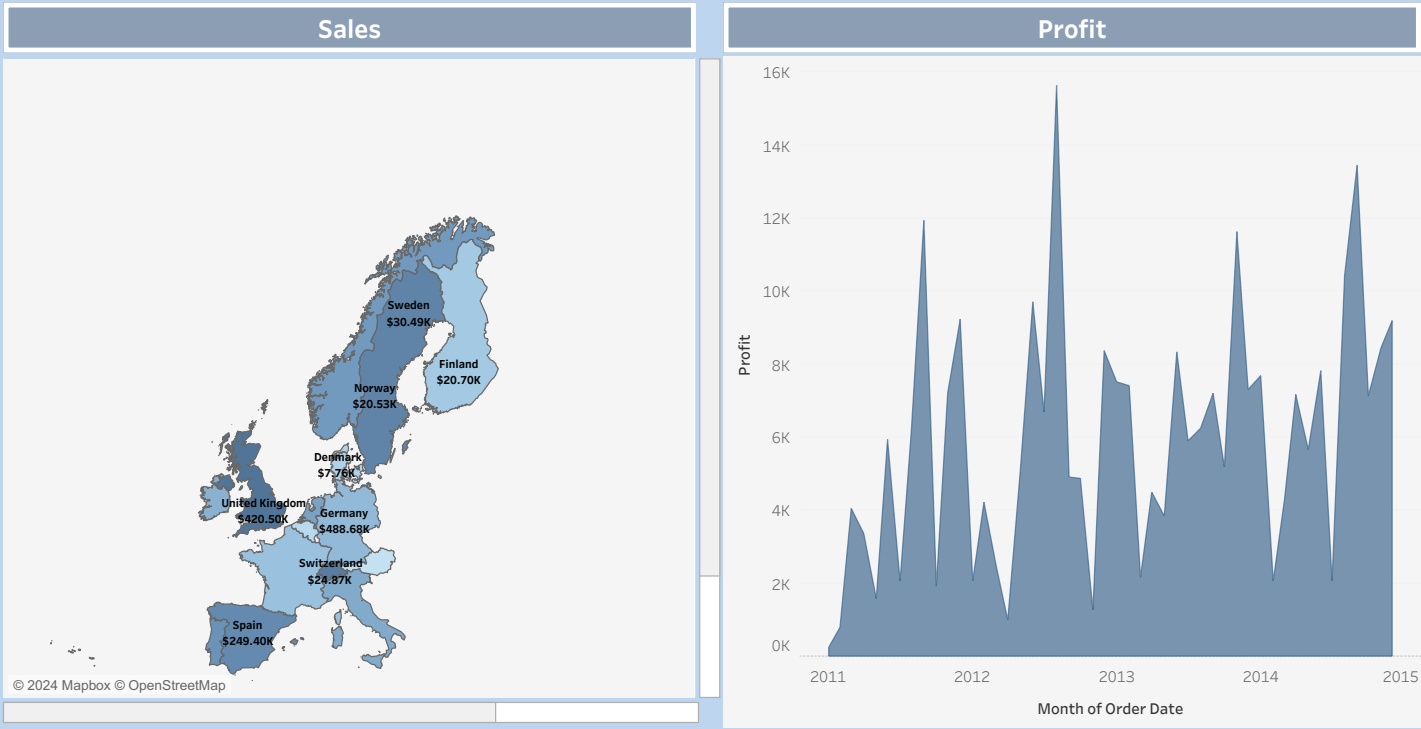 Sales
Sweden
$30.49K
Finland
$20.70K
Norway
$20.53K
Denmark
$7.76K
United Kingdom
$420.50K
Germany
$488.68K
Switzerland
$24.87K
Spain
$249.40K
© 2024 Mapbox © OpenStreetMap
Profit
16K
14K
12K
10K
8K
6K
4K
2K
0K
Profit
2011 2012 2013 2014 2015
Month of Order Date